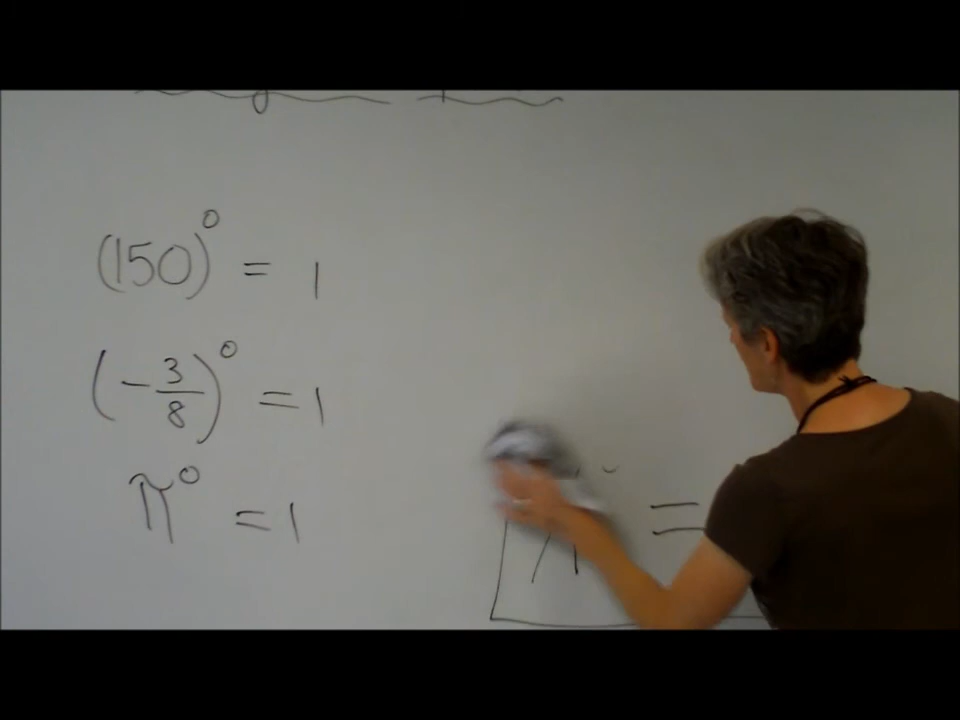 (150)⁰ = 1
(-3/8)⁰ = 1
π⁰ = 1
=